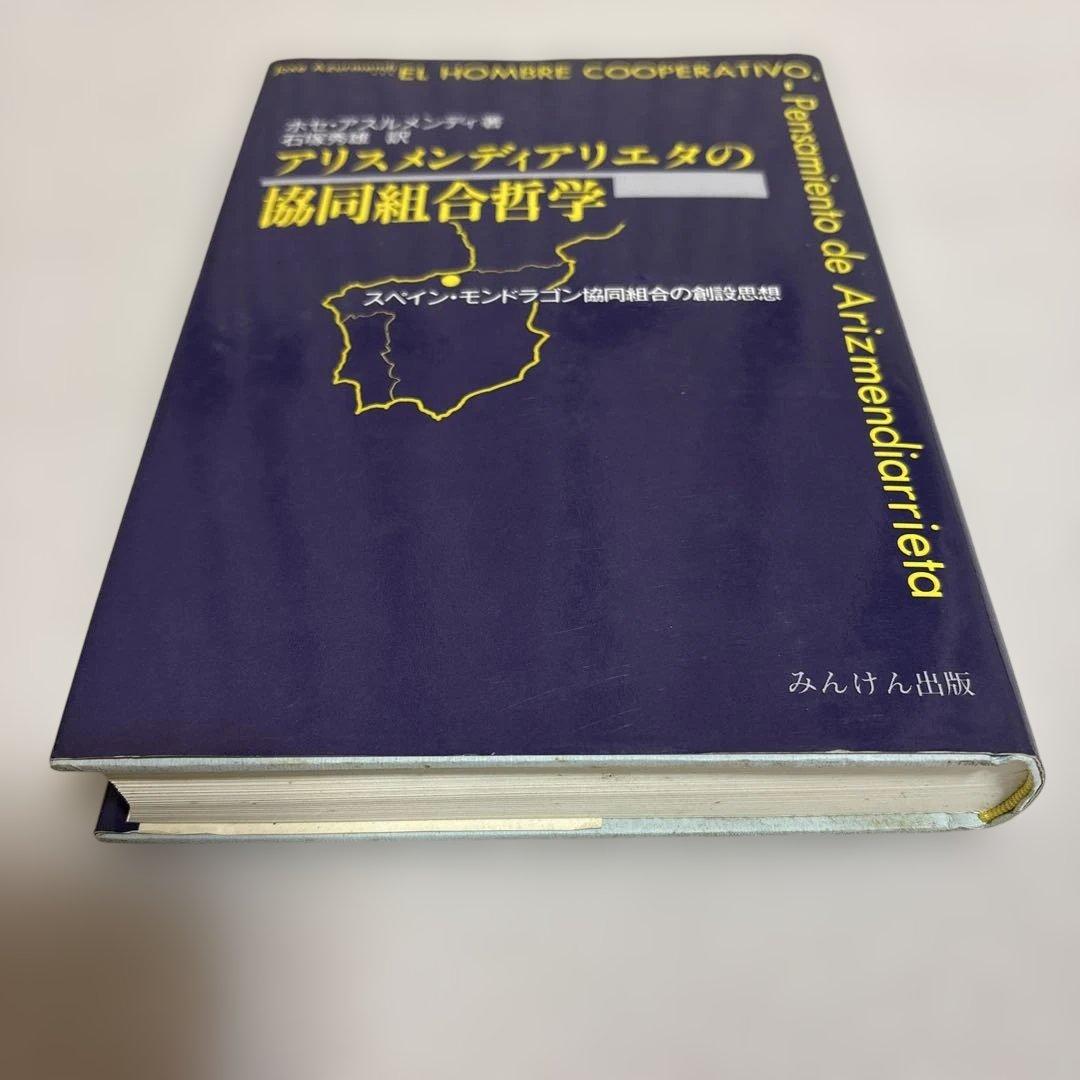 EL HOMBRE COOPERATIVO.
Pensamiento de Arizmendiarrieta
ホセ・アスルメンディ著
石塚秀雄 訳
アリスメンディアリエタの
協同組合哲学
スペイン・モンドラゴン協同組合の創設思想
みんけん出版